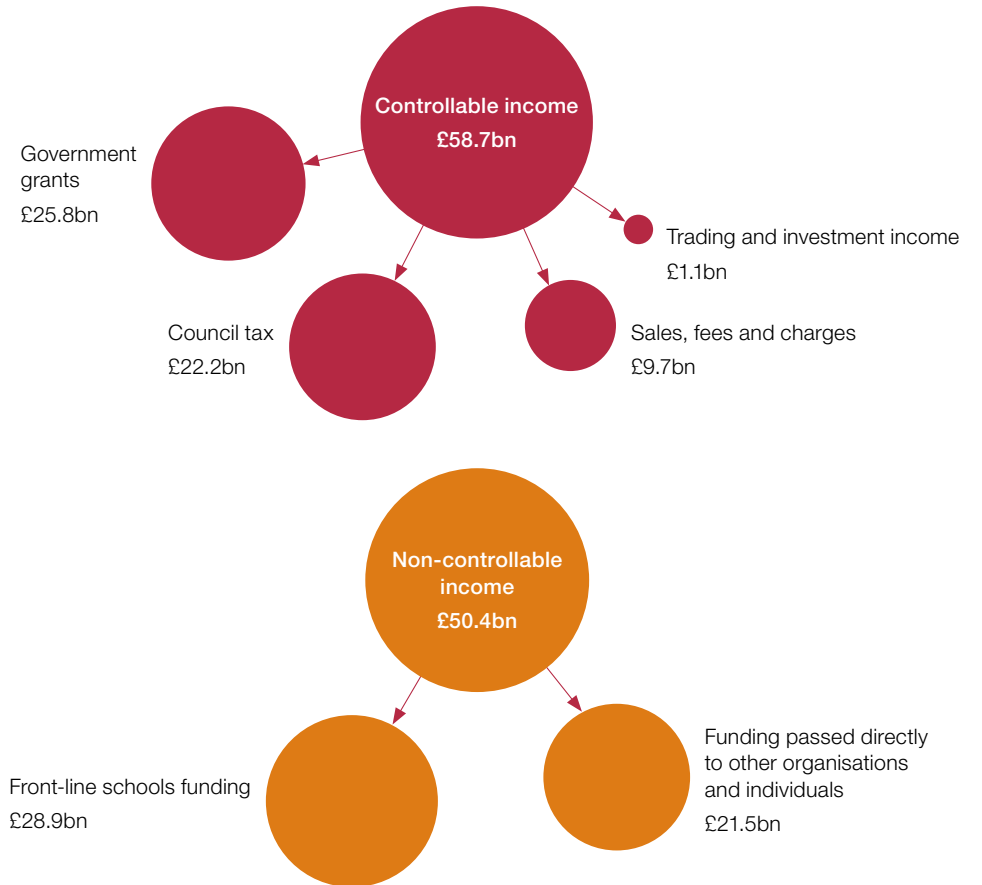 Controllable income
£58.7bn
Government
grants
£25.8bn
Trading and investment income
£1.1bn
Council tax
£22.2bn
Sales, fees and charges
£9.7bn
Non-controllable
income
£50.4bn
Front-line schools funding
£28.9bn
Funding passed directly
to other organisations
and individuals
£21.5bn